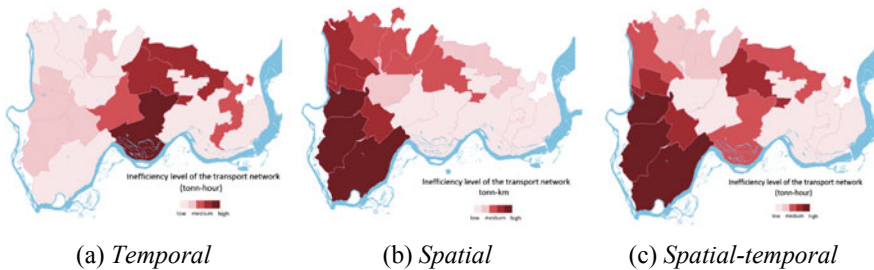 Inefficiency level of the transport network
(tonn-hour)
low medium high
Inefficiency level of the transport network
tonn-km
low medium high
Inefficiency level of the transport network
(tonn-hour)
low medium high
(a) Temporal
(b) Spatial
(c) Spatial-temporal